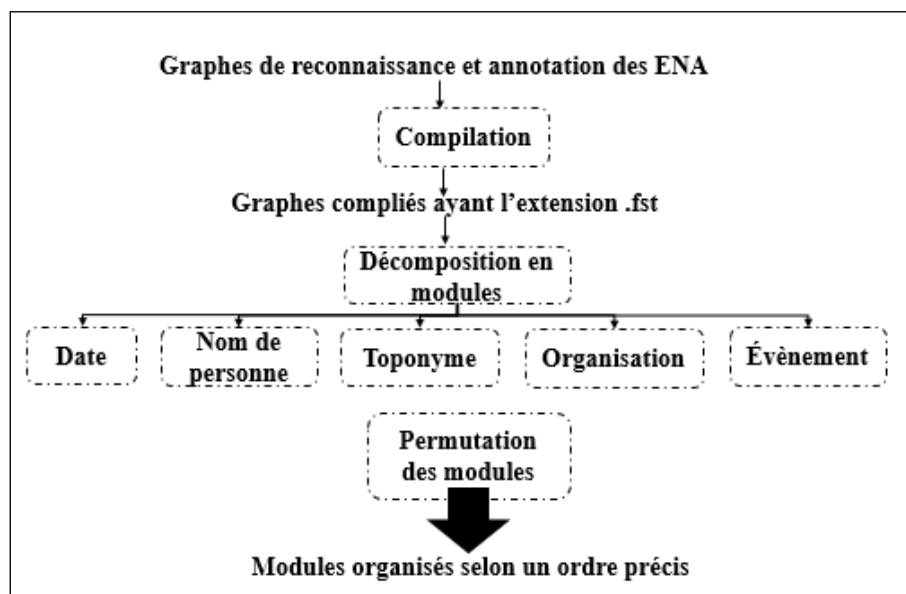 Graphes de reconnaissance et annotation des ENA
Compilation
Graphes compliés ayant l’extension .fst
Décomposition en
modules
Date
Nom de
personne
Toponyme
Organisation
Évènement
Permutation
des modules
Modules organisés selon un ordre précis